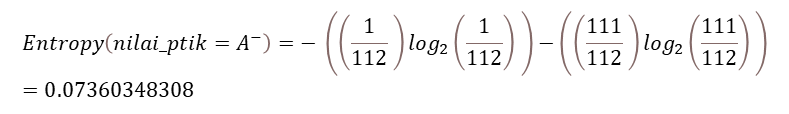 Entropy(nilai_ptik = A⁻) = − ((1/112) log₂ (1/112)) − ((111/112) log₂ (111/112))
= 0.07360348308